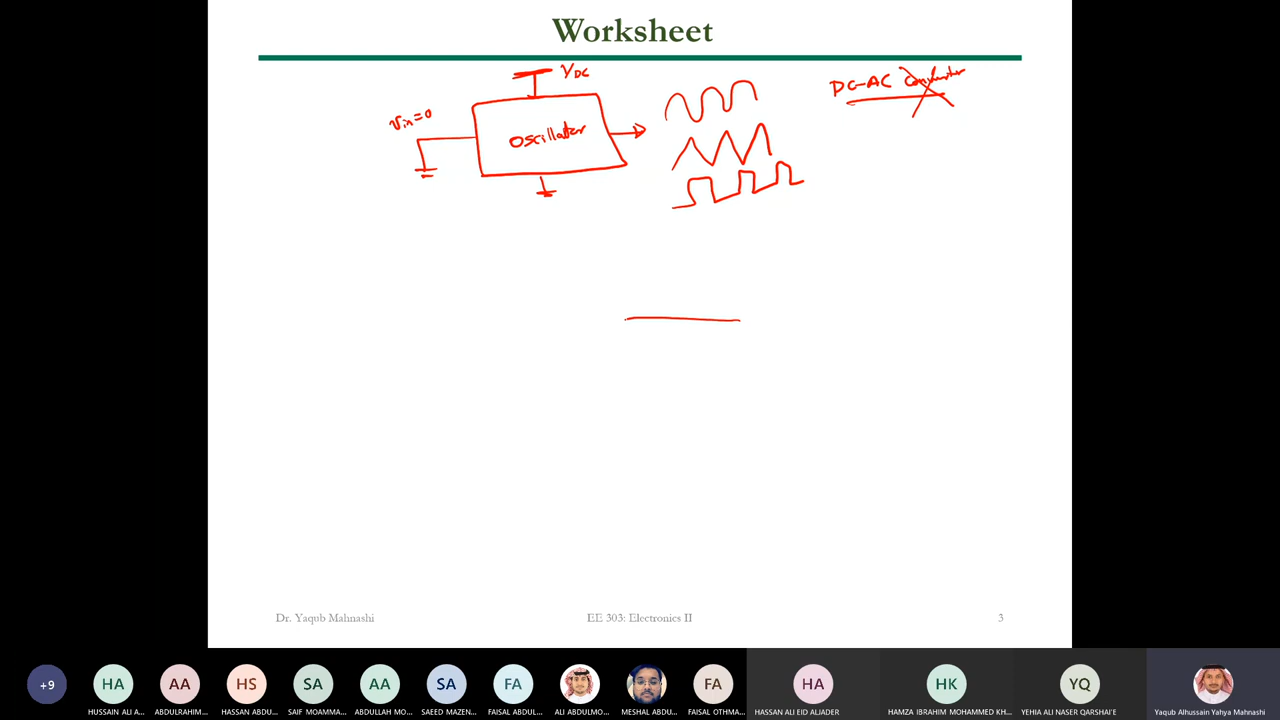 Worksheet
VDC
DC-AC Converter
Vin=0
Oscillator
Dr. Yaqub Mahnashi
EE 303: Electronics II
3
+9
HA
AA
HS
SA
AA
SA
FA
FA
HA
HK
YQ
HUSSAIN ALI A...
ABDULRAHIM...
HASSAN ABDU...
SAIF MOAMMA...
ABDULLAH MO...
SAEED MAZEN...
FAISAL ABDUL...
ALI ABDULMO...
MESHAL ABDU...
FAISAL OTHMA...
HASSAN ALI EID ALJADER
HAMZA IBRAHIM MOHAMMED KH...
YEHIA ALI NASER QARSHAI'E
Yaqub Alhussain Yahya Mahnashi